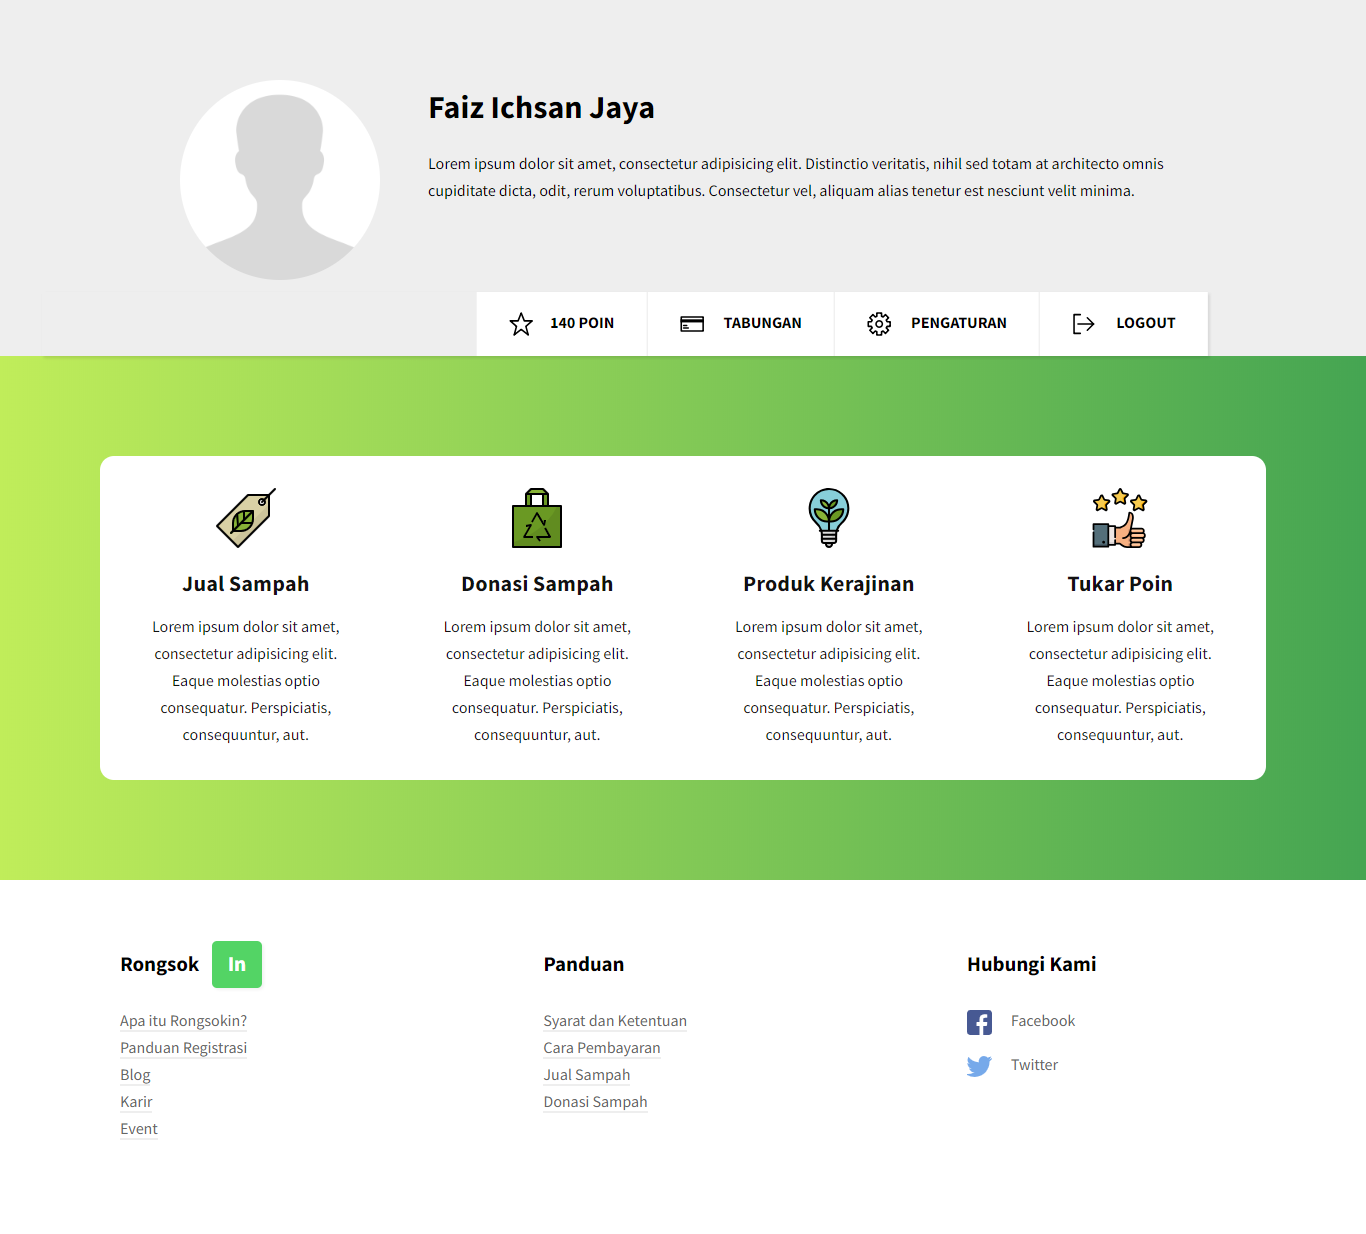 Faiz Ichsan Jaya
Lorem ipsum dolor sit amet, consectetur adipisicing elit. Distinctio veritatis, nihil sed totam at architecto omnis
cupiditate dicta, odit, rerum voluptatibus. Consectetur vel, aliquam alias tenetur est nesciunt velit minima.
140 POIN
TABUNGAN
PENGATURAN
LOGOUT
Jual Sampah
Lorem ipsum dolor sit amet,
consectetur adipisicing elit.
Eaque molestias optio
consequatur. Perspiciatis,
consequuntur, aut.
Donasi Sampah
Lorem ipsum dolor sit amet,
consectetur adipisicing elit.
Eaque molestias optio
consequatur. Perspiciatis,
consequuntur, aut.
Produk Kerajinan
Lorem ipsum dolor sit amet,
consectetur adipisicing elit.
Eaque molestias optio
consequatur. Perspiciatis,
consequuntur, aut.
Tukar Poin
Lorem ipsum dolor sit amet,
consectetur adipisicing elit.
Eaque molestias optio
consequatur. Perspiciatis,
consequuntur, aut.
Rongsok In
Apa itu Rongsokin?
Panduan Registrasi
Blog
Karir
Event
Panduan
Syarat dan Ketentuan
Cara Pembayaran
Jual Sampah
Donasi Sampah
Hubungi Kami
Facebook
Twitter